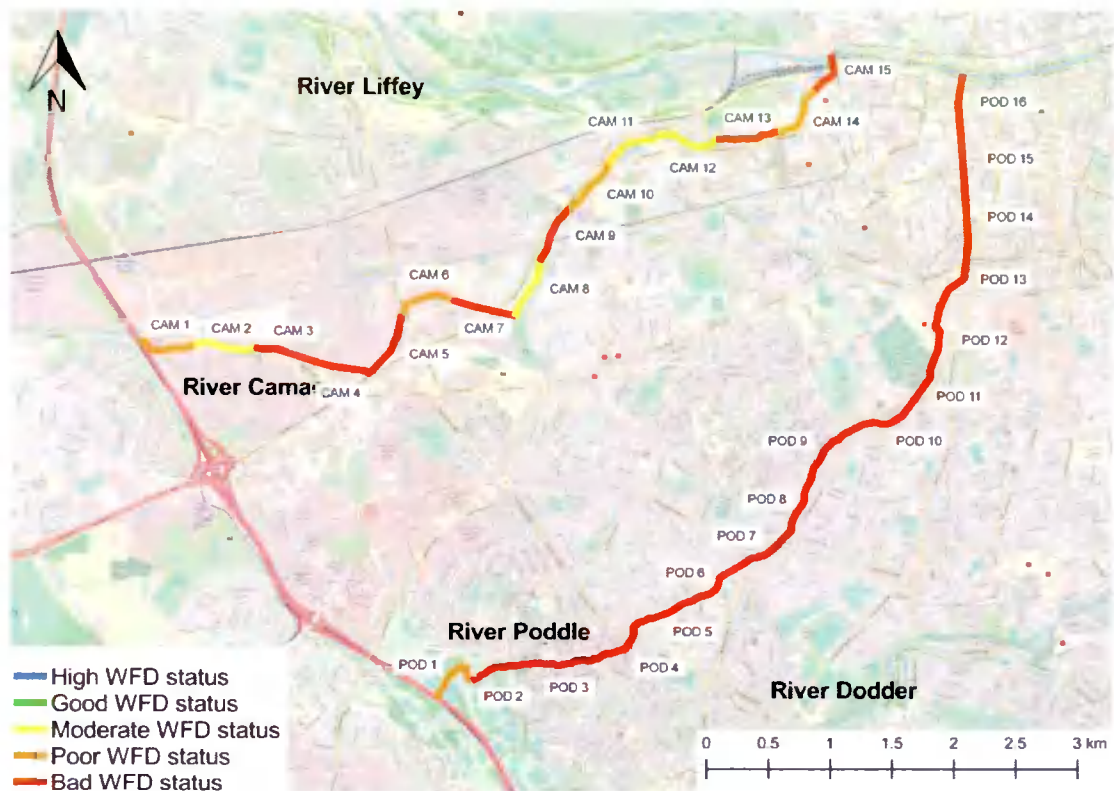 River Liffey
N
CAM 15
CAM 11
CAM 13
CAM 14
POD 16
CAM 12
POD 15
CAM 10
POD 14
CAM 9
CAM 6
CAM 8
POD 13
CAM 1
CAM 2
CAM 3
CAM 7
POD 12
CAM 5
River Cama
CAM 4
POD 11
POD 9
POD 10
POD 8
POD 7
POD 6
River Poddle
POD 5
POD 1
POD 4
POD 2
POD 3
River Dodder
High WFD status
Good WFD status
Moderate WFD status
Poor WFD status
Bad WFD status
0 0.5 1 1.5 2 2.5 3 km